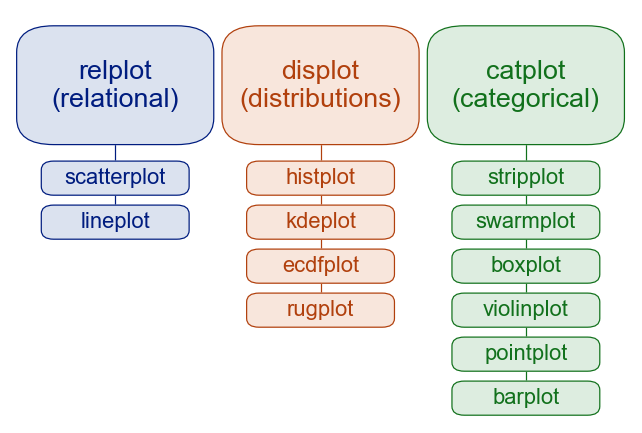 relplot
(relational)
scatterplot
lineplot
displot
(distributions)
histplot
kdeplot
ecdfplot
rugplot
catplot
(categorical)
stripplot
swarmplot
boxplot
violinplot
pointplot
barplot